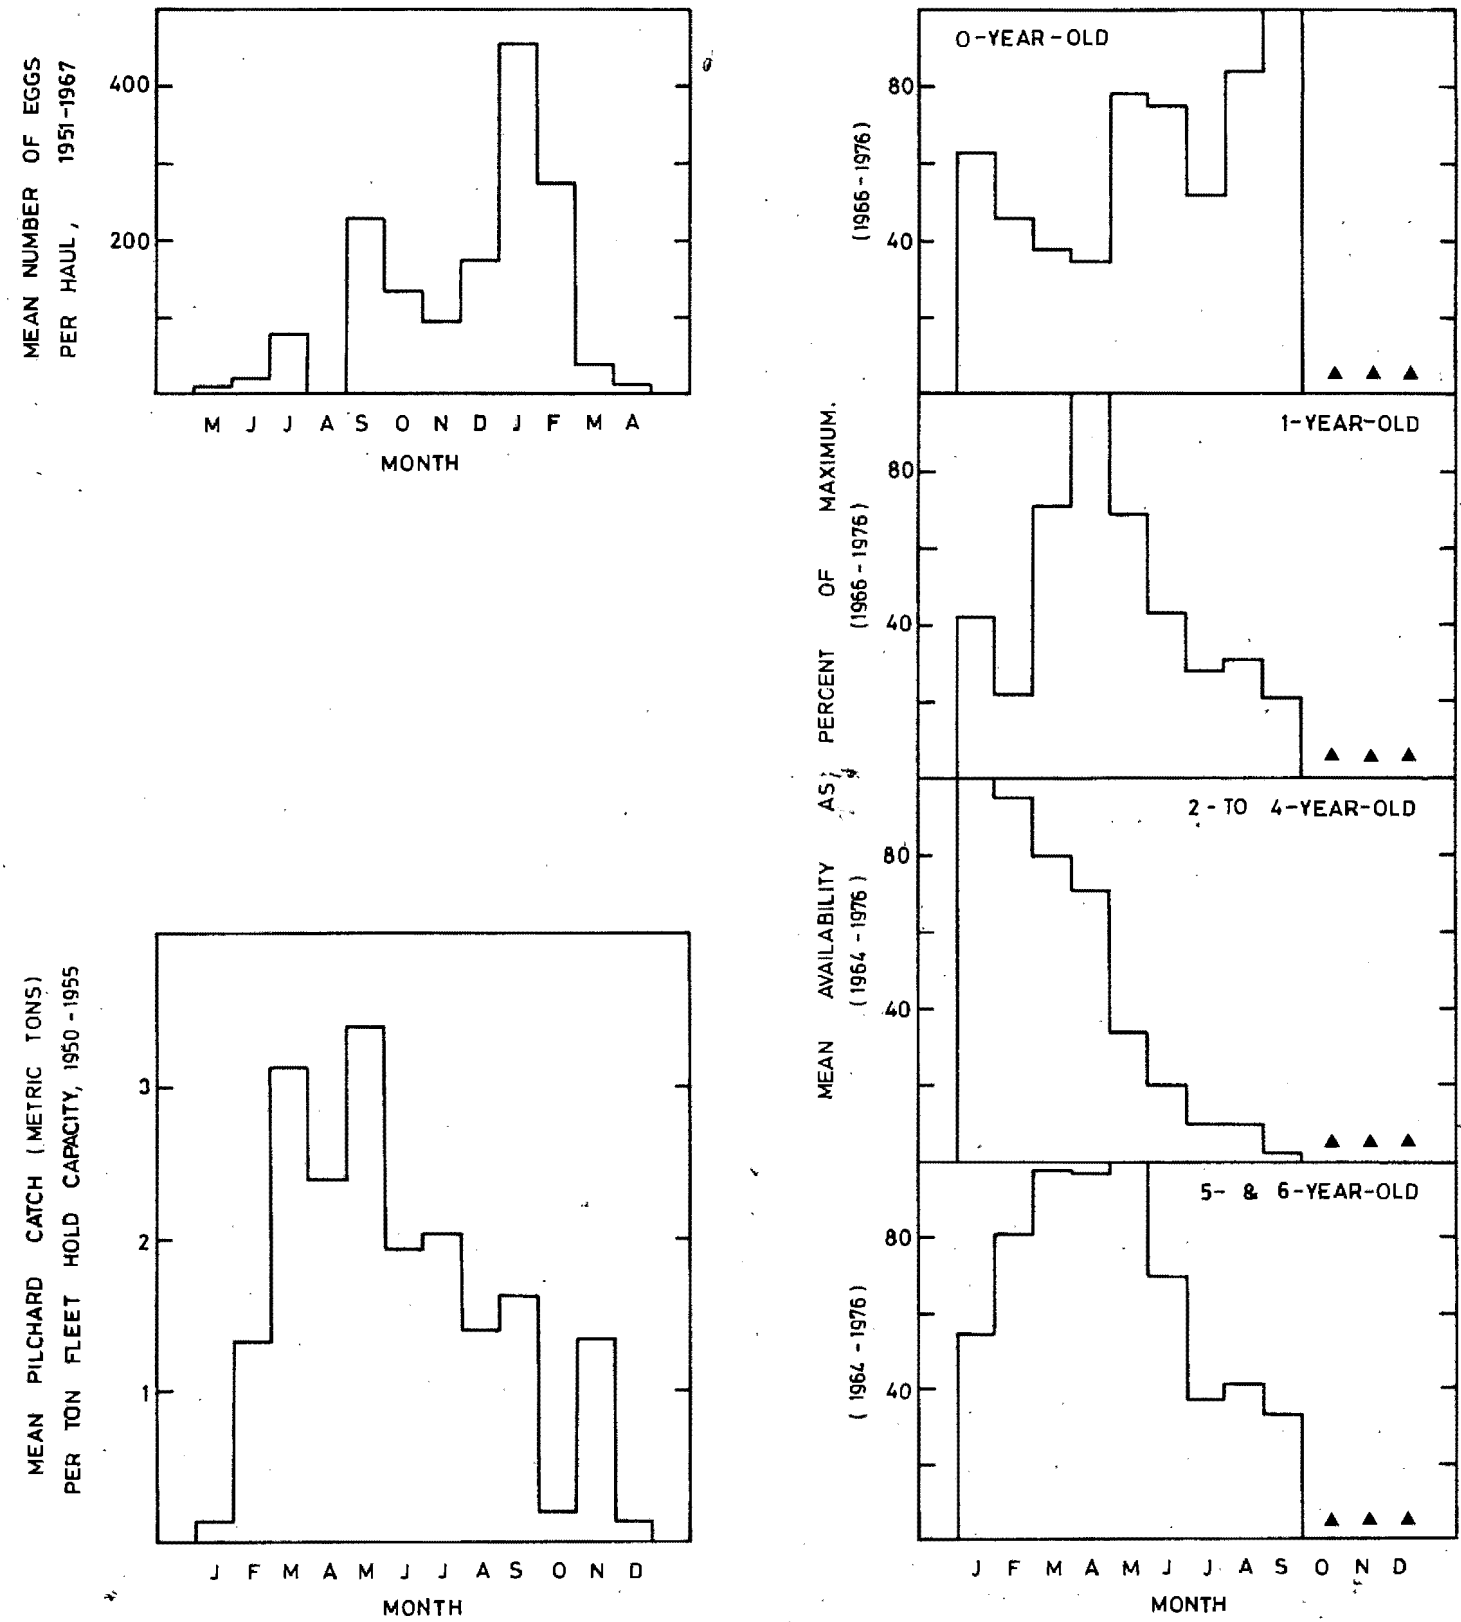 MEAN NUMBER OF EGGS
PER HAUL, 1951-1967
400
200
M J J A S O N D J F M A
MONTH
MEAN PILCHARD CATCH (METRIC TONS)
PER TON FLEET HOLD CAPACITY, 1950-1955
3
2
1
J F M A M J J A S O N D
MONTH
MEAN AVAILABILITY AS PERCENT OF MAXIMUM.
(1966-1976)
80
40
0-YEAR-OLD
(1966-1976)
80
40
1-YEAR-OLD
(1964-1976)
80
40
2-TO 4-YEAR-OLD
(1964-1976)
80
40
5- & 6-YEAR-OLD
J F M A M J J A S O N D
MONTH